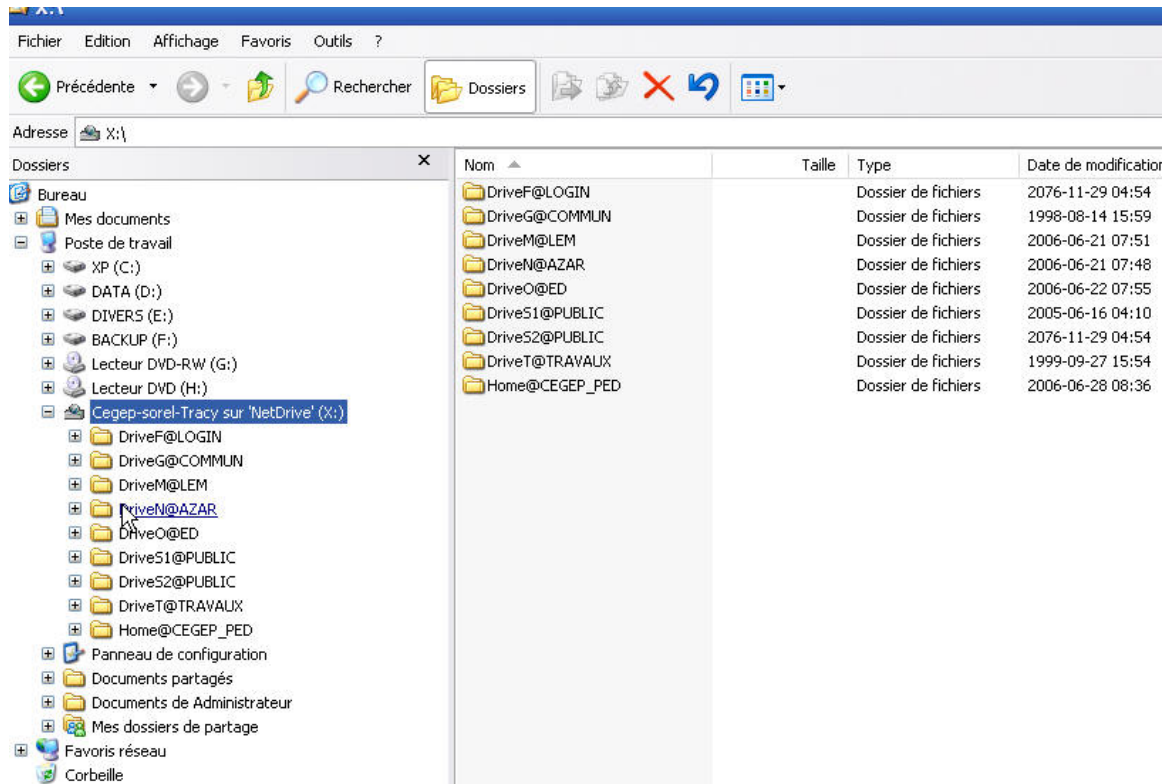 X:\
Fichier Edition Affichage Favoris Outils ?
Précédente Rechercher Dossiers
Adresse X:\
Dossiers
Bureau
Mes documents
Poste de travail
XP (C:)
DATA (D:)
DIVERS (E:)
BACKUP (F:)
Lecteur DVD-RW (G:)
Lecteur DVD (H:)
Cegep-sorel-Tracy sur 'NetDrive' (X:)
DriveF@LOGIN
DriveG@COMMUN
DriveM@LEM
DriveN@AZAR
DriveO@ED
DriveS1@PUBLIC
DriveS2@PUBLIC
DriveT@TRAVAUX
Home@CEGEP_PED
Panneau de configuration
Documents partagés
Documents de Administrateur
Mes dossiers de partage
Favoris réseau
Corbeille
Nom Taille Type Date de modification
DriveF@LOGIN Dossier de fichiers 2076-11-29 04:54
DriveG@COMMUN Dossier de fichiers 1998-08-14 15:59
DriveM@LEM Dossier de fichiers 2006-06-21 07:51
DriveN@AZAR Dossier de fichiers 2006-06-21 07:48
DriveO@ED Dossier de fichiers 2006-06-22 07:55
DriveS1@PUBLIC Dossier de fichiers 2005-06-16 04:10
DriveS2@PUBLIC Dossier de fichiers 2076-11-29 04:54
DriveT@TRAVAUX Dossier de fichiers 1999-09-27 15:54
Home@CEGEP_PED Dossier de fichiers 2006-06-28 08:36